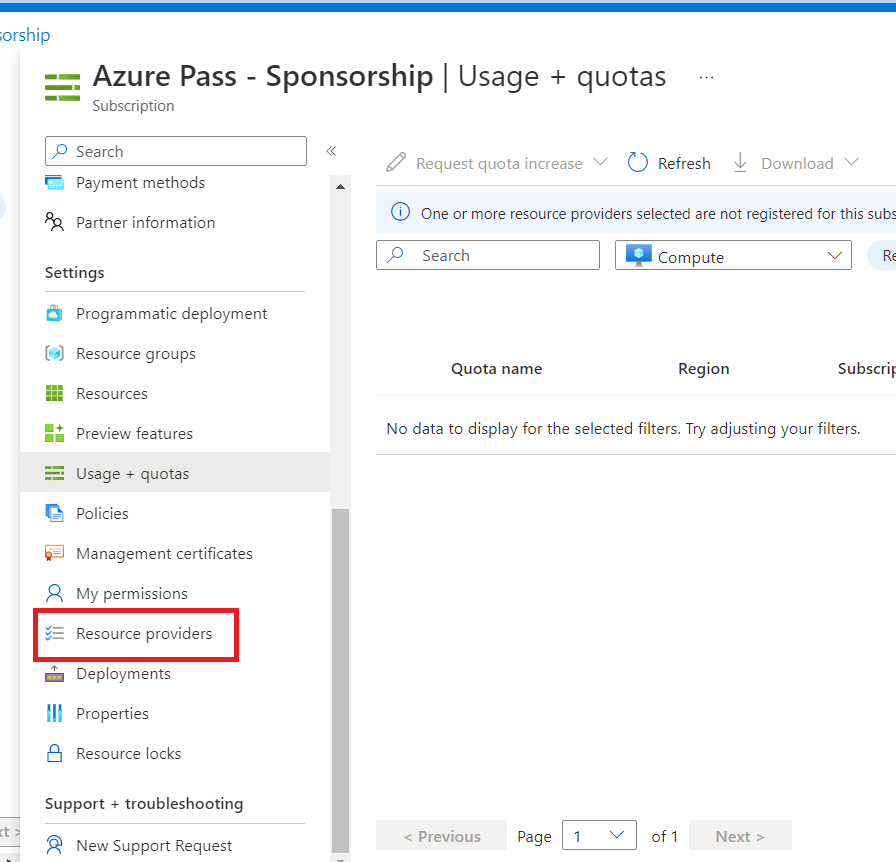 sorship
Azure Pass - Sponsorship | Usage + quotas ...
Subscription
Search «
Payment methods
Partner information
Settings
Programmatic deployment
Resource groups
Resources
Preview features
Usage + quotas
Policies
Management certificates
My permissions
Resource providers
Deployments
Properties
Resource locks
Support + troubleshooting
New Support Request
Request quota increase Refresh Download
One or more resource providers selected are not registered for this subs
Search Compute Re
Quota name Region Subscrip
No data to display for the selected filters. Try adjusting your filters.
< Previous Page 1 of 1 Next >
xt >